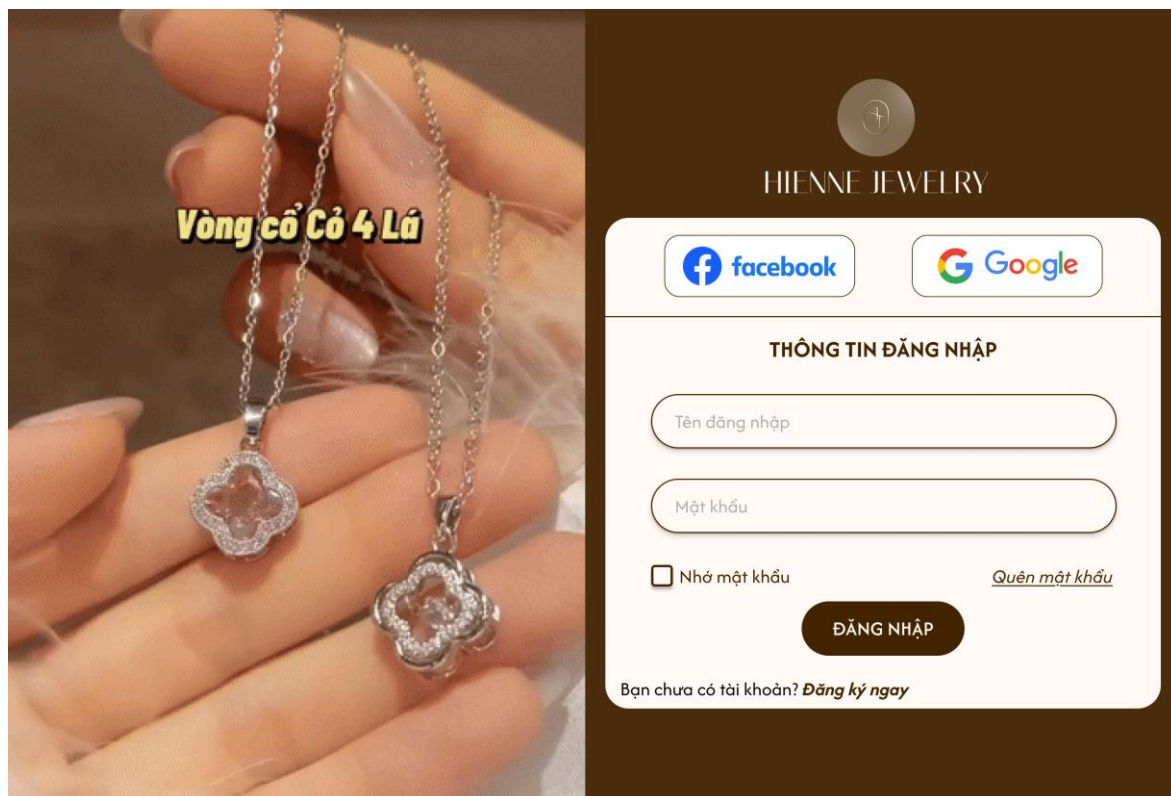 Vòng cổ Cỏ 4 Lá
HIENNE JEWELRY
facebook
Google
THÔNG TIN ĐĂNG NHẬP
Tên đăng nhập
Mật khẩu
Nhớ mật khẩu
Quên mật khẩu
ĐĂNG NHẬP
Bạn chưa có tài khoản? Đăng ký ngay